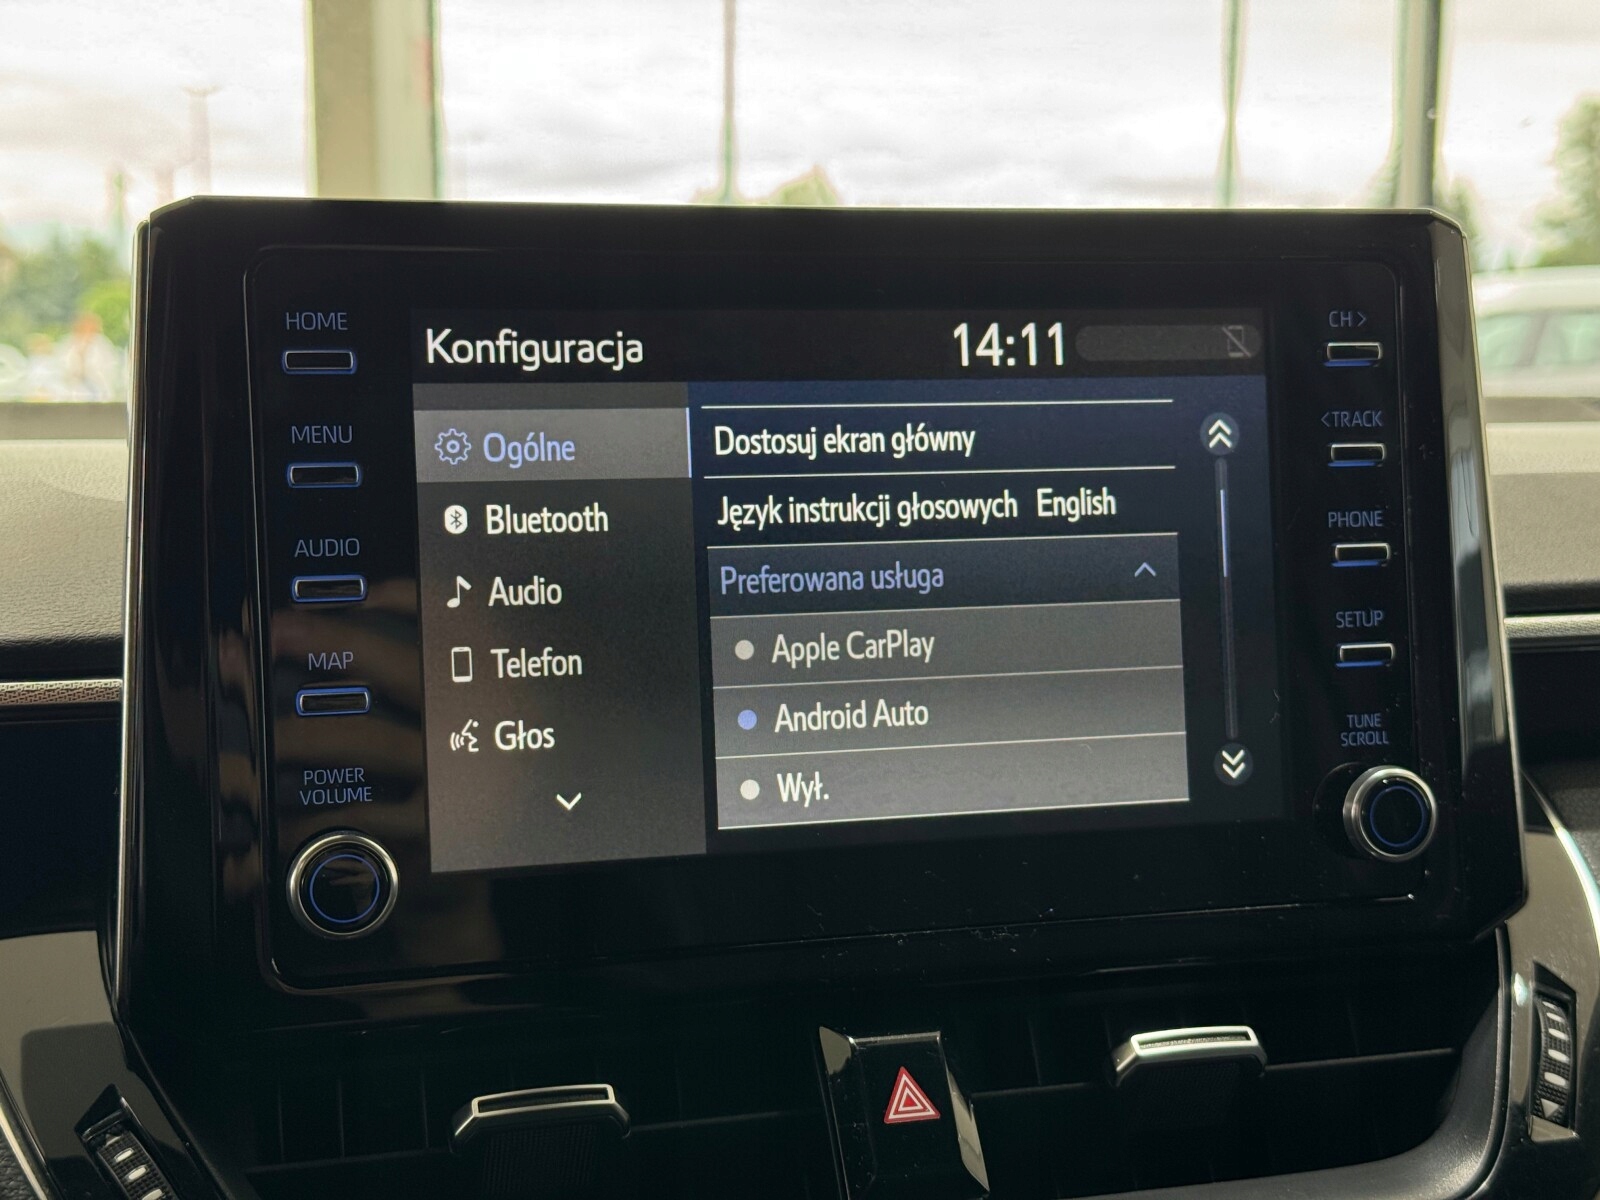 HOME
MENU
AUDIO
MAP
POWER
VOLUME
Konfiguracja 14:11
Ogólne
Bluetooth
Audio
Telefon
Głos
Dostosuj ekran główny
Język instrukcji głosowych English
Preferowana usługa
Apple CarPlay
Android Auto
Wył.
CH>
<TRACK
PHONE
SETUP
TUNE
SCROLL